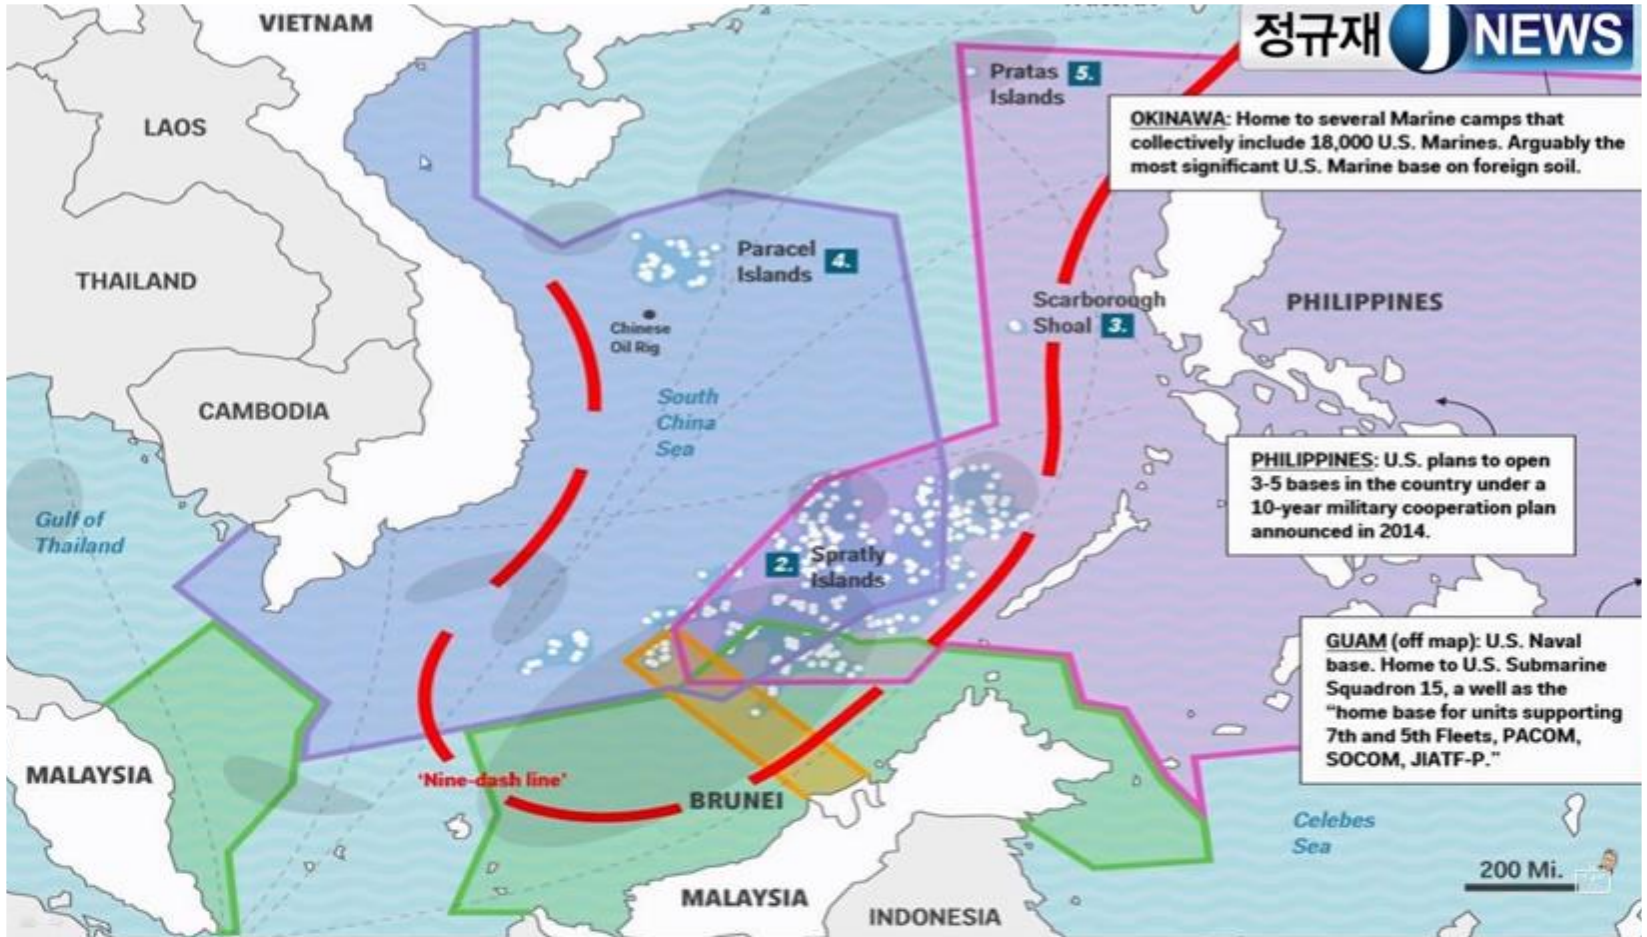 VIETNAM
정규재 J NEWS
Pratas 5.
Islands
OKINAWA: Home to several Marine camps that
collectively include 18,000 U.S. Marines. Arguably the
most significant U.S. Marine base on foreign soil.
LAOS
Paracel 4.
Islands
THAILAND
Scarborough
Shoal 3.
PHILIPPINES
Chinese
Oil Rig
South
China
Sea
CAMBODIA
PHILIPPINES: U.S. plans to open
3-5 bases in the country under a
10-year military cooperation plan
announced in 2014.
Gulf of
Thailand
2. Spratly
Islands
GUAM (off map): U.S. Naval
base. Home to U.S. Submarine
Squadron 15, a well as the
“home base for units supporting
7th and 5th Fleets, PACOM,
SOCOM, JIATF-P.”
MALAYSIA
‘Nine-dash line’
BRUNEI
Celebes
Sea
200 Mi.
MALAYSIA
INDONESIA